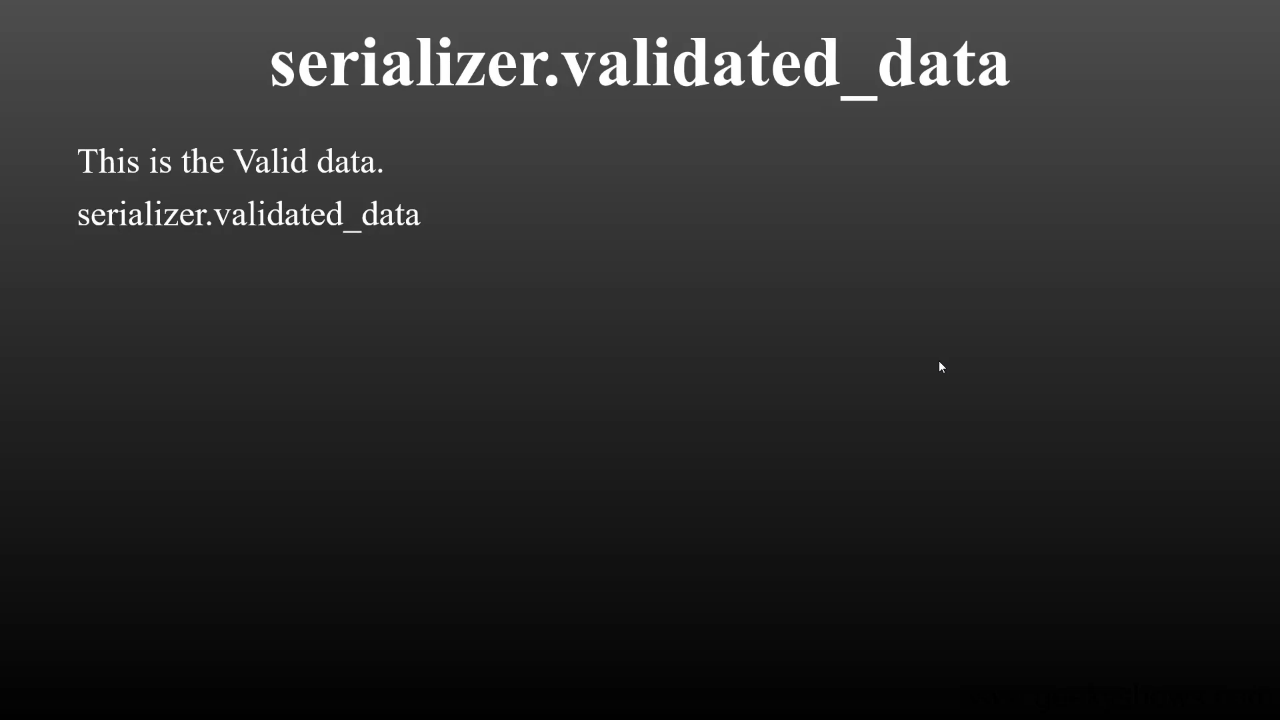 serializer.validated_data
This is the Valid data.
serializer.validated_data